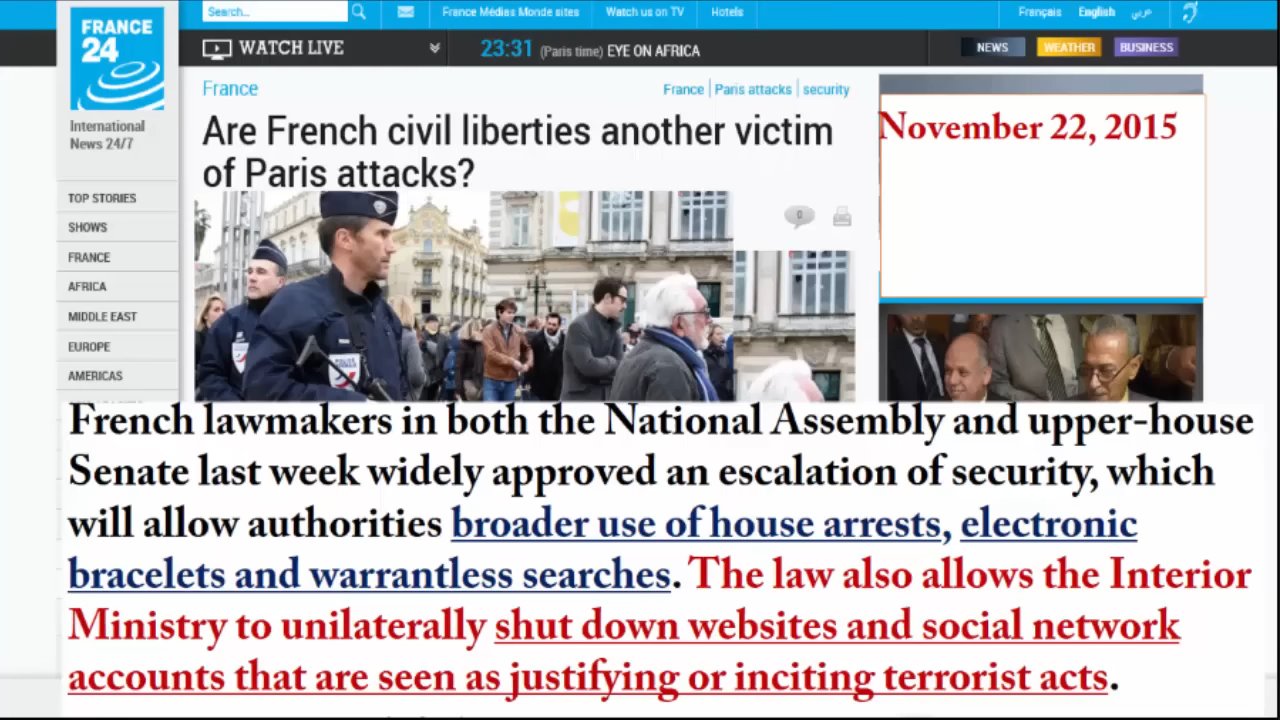 Search...
France Médias Monde sites
Watch us on TV
Hotels
Français
English
عربي
FRANCE
24
International
News 24/7
WATCH LIVE
23:31 (Paris time) EYE ON AFRICA
NEWS
WEATHER
BUSINESS
TOP STORIES
SHOWS
FRANCE
AFRICA
MIDDLE EAST
EUROPE
AMERICAS
France
France | Paris attacks | security
Are French civil liberties another victim
of Paris attacks?
0
November 22, 2015
French lawmakers in both the National Assembly and upper-house
Senate last week widely approved an escalation of security, which
will allow authorities broader use of house arrests, electronic
bracelets and warrantless searches. The law also allows the Interior
Ministry to unilaterally shut down websites and social network
accounts that are seen as justifying or inciting terrorist acts.